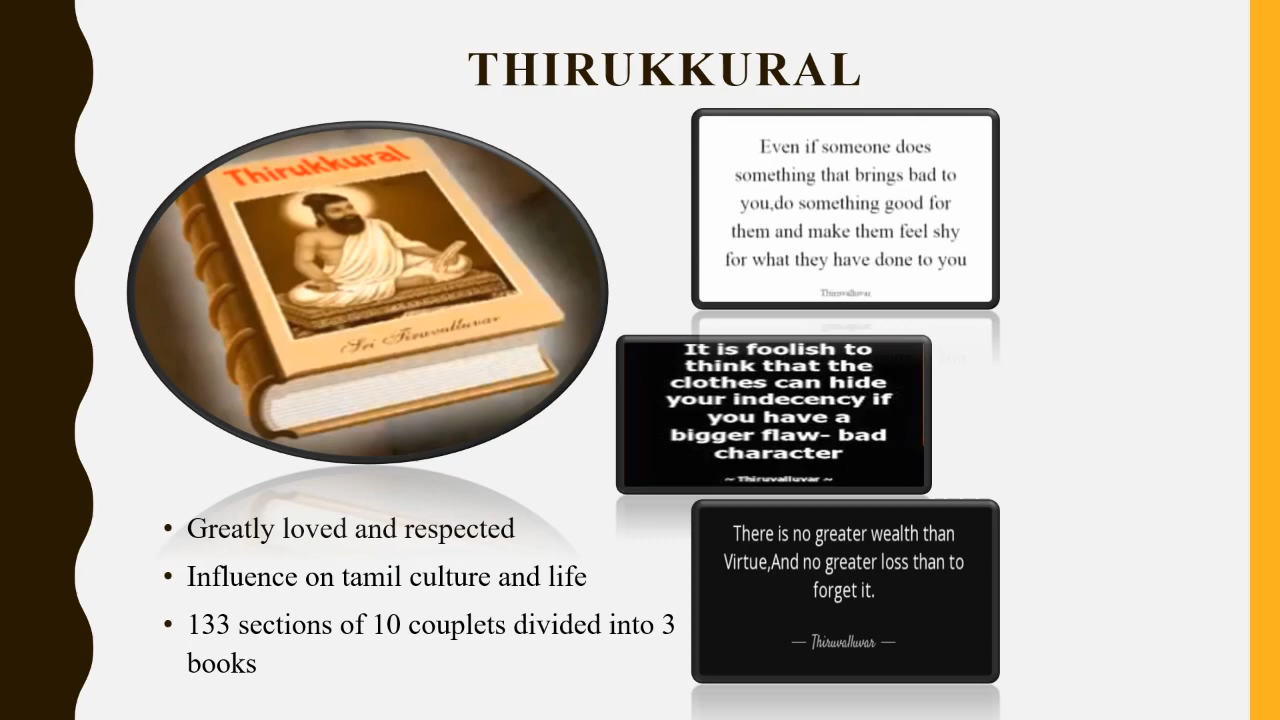 THIRUKKURAL
Thirukkural
Sri Tiruvalluvar
Even if someone does
something that brings bad to
you,do something good for
them and make them feel shy
for what they have done to you
Thiruvalluvar
It is foolish to
think that the
clothes can hide
your indecency if
you have a
bigger flaw- bad
character
~ Thiruvalluvar ~
There is no greater wealth than
Virtue,And no greater loss than to
forget it.
— Thiruvalluvar —
• Greatly loved and respected
• Influence on tamil culture and life
• 133 sections of 10 couplets divided into 3
books